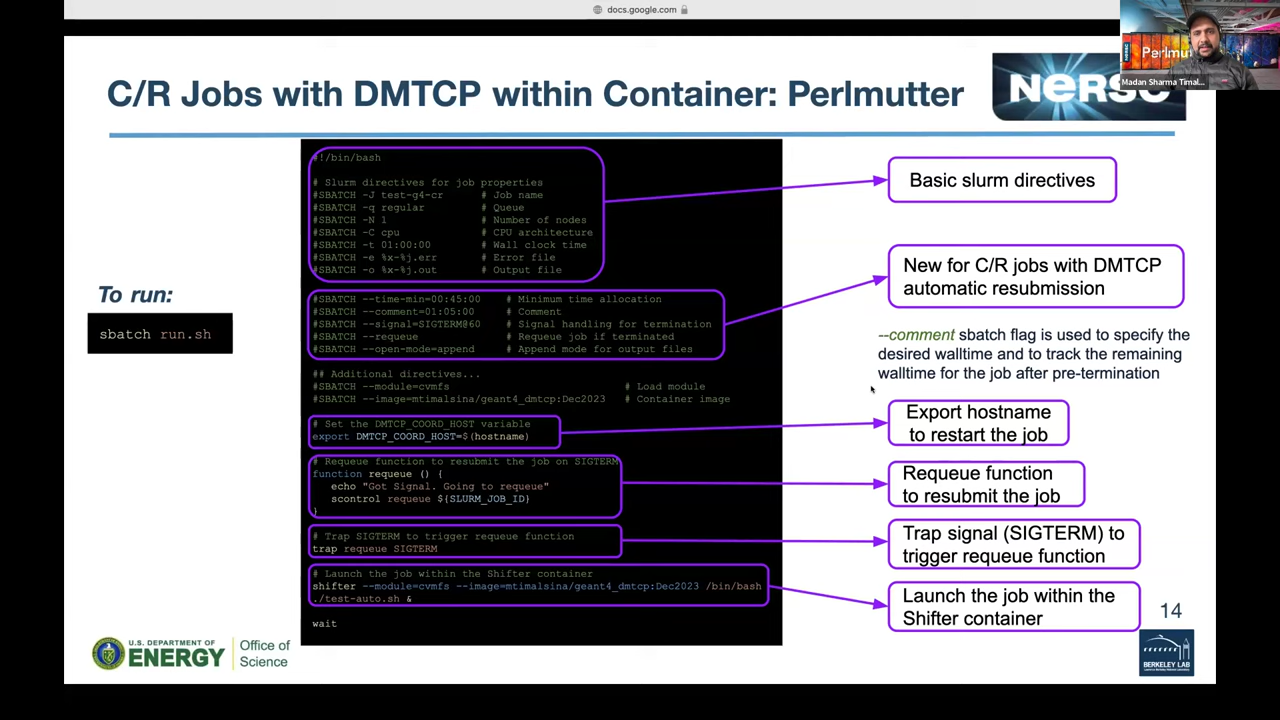 docs.google.com
Perlmu
Madan Sharma Timal...
C/R Jobs with DMTCP within Container: Perlmutter
NERSC
#!/bin/bash
# Slurm directives for job properties
#SBATCH -J test-g4-cr # Job name
#SBATCH -q regular # Queue
#SBATCH -N 1 # Number of nodes
#SBATCH -C cpu # CPU architecture
#SBATCH -t 01:00:00 # Wall clock time
#SBATCH -e %x-%j.err # Error file
#SBATCH -o %x-%j.out # Output file
#SBATCH --time-min=00:45:00 # Minimum time allocation
#SBATCH --comment=01:05:00 # Comment
#SBATCH --signal=SIGTERM@60 # Signal handling for termination
#SBATCH --requeue # Requeue job if terminated
#SBATCH --open-mode=append # Append mode for output files
## Additional directives...
#SBATCH --module=cvmfs # Load module
#SBATCH --image=mtimalsina/geant4_dmtcp:Dec2023 # Container image
# Set the DMTCP_COORD_HOST variable
export DMTCP_COORD_HOST=$(hostname)
# Requeue function to resubmit the job on SIGTERM
function requeue () {
echo "Got Signal. Going to requeue"
scontrol requeue ${SLURM_JOB_ID}
}
# Trap SIGTERM to trigger requeue function
trap requeue SIGTERM
# Launch the job within the Shifter container
shifter --module=cvmfs --image=mtimalsina/geant4_dmtcp:Dec2023 /bin/bash
./test-auto.sh &
wait
To run:
sbatch run.sh
Basic slurm directives
New for C/R jobs with DMTCP
automatic resubmission
--comment sbatch flag is used to specify the
desired walltime and to track the remaining
walltime for the job after pre-termination
Export hostname
to restart the job
Requeue function
to resubmit the job
Trap signal (SIGTERM) to
trigger requeue function
Launch the job within the
Shifter container
14
U.S. DEPARTMENT OF
ENERGY
Office of
Science
BERKELEY LAB